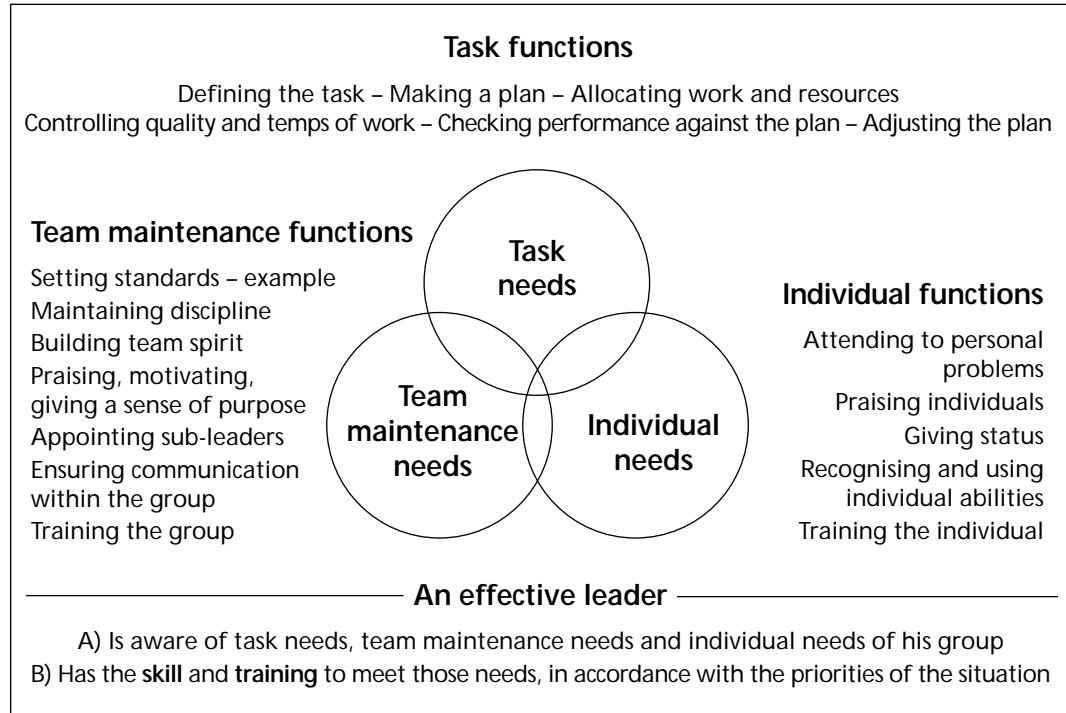 Task functions
Defining the task – Making a plan – Allocating work and resources
Controlling quality and temps of work – Checking performance against the plan – Adjusting the plan
Team maintenance functions
Setting standards – example
Maintaining discipline
Building team spirit
Praising, motivating,
giving a sense of purpose
Appointing sub-leaders
Ensuring communication
within the group
Training the group
Task
needs
Team
maintenance
needs
Individual
needs
Individual functions
Attending to personal
problems
Praising individuals
Giving status
Recognising and using
individual abilities
Training the individual
An effective leader
A) Is aware of task needs, team maintenance needs and individual needs of his group
B) Has the skill and training to meet those needs, in accordance with the priorities of the situation